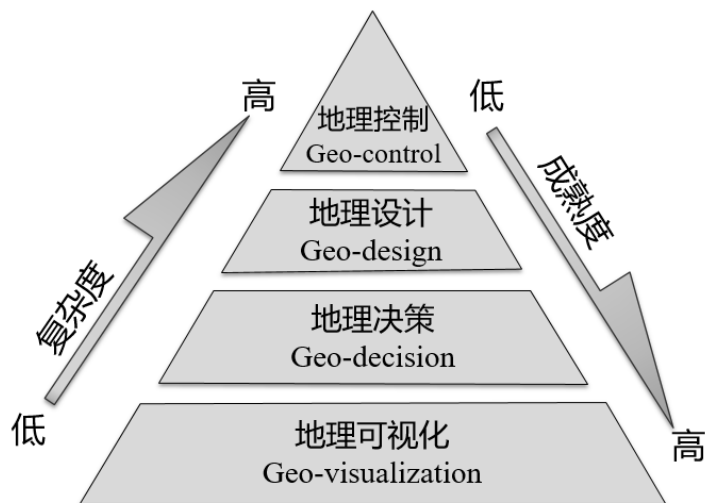 高
低
地理控制
Geo-control
地理设计
Geo-design
成熟度
复杂度
地理决策
Geo-decision
低
高
地理可视化
Geo-visualization